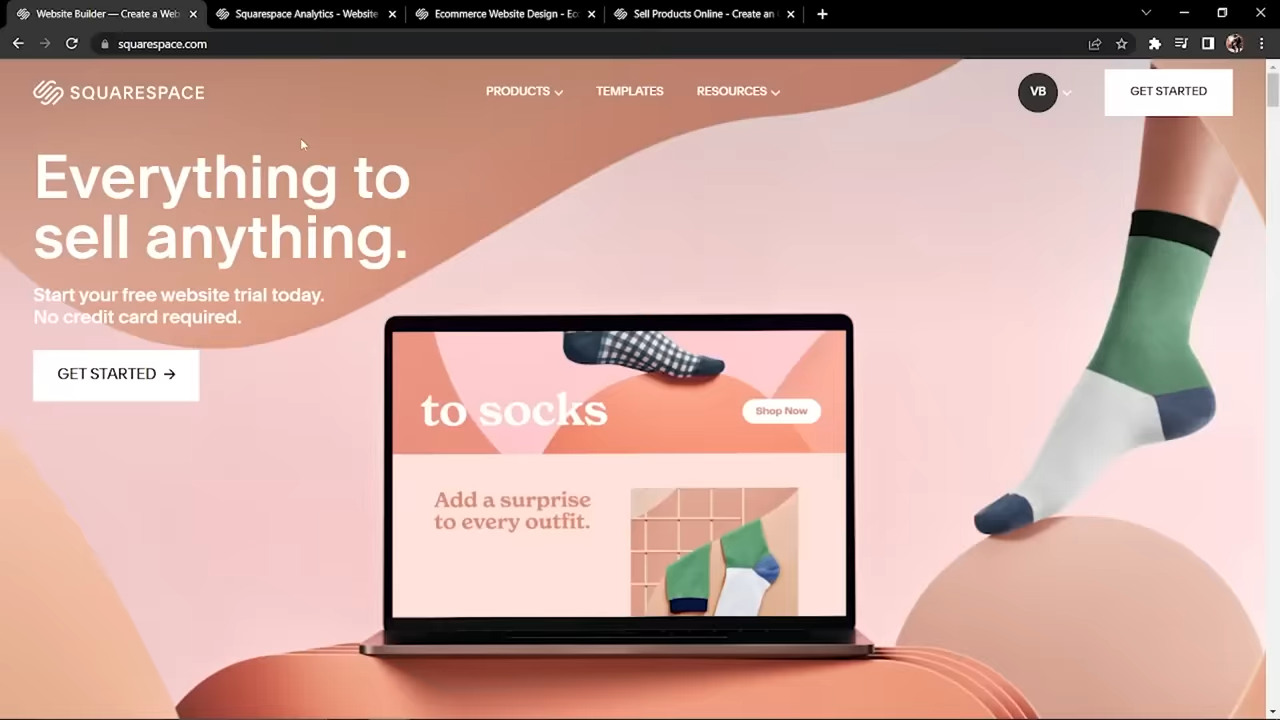 Website Builder — Create a Web
Squarespace Analytics - Website
Ecommerce Website Design - Ec
Sell Products Online - Create an
squarespace.com
SQUARESPACE
PRODUCTS
TEMPLATES
RESOURCES
VB
GET STARTED
Everything to
sell anything.
Start your free website trial today.
No credit card required.
GET STARTED →
to socks
Shop Now
Add a surprise
to every outfit.